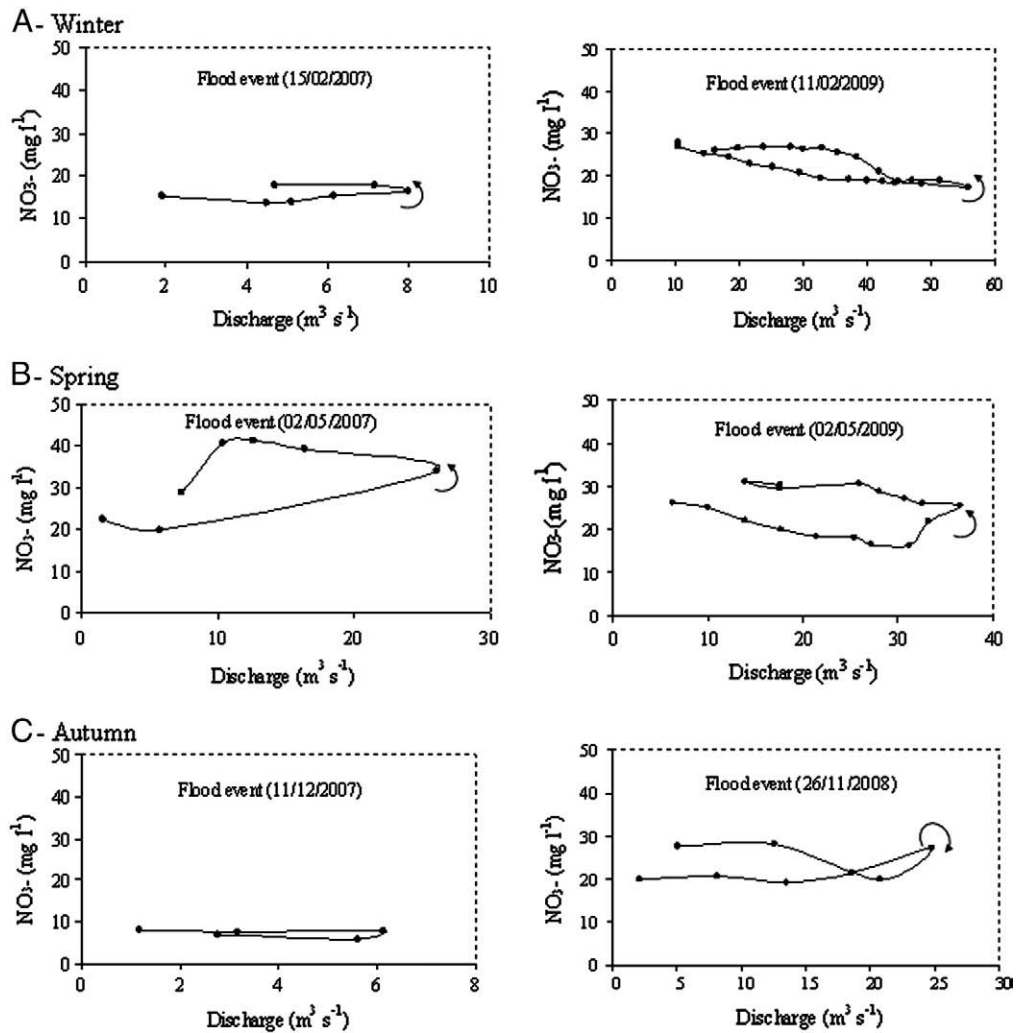 A- Winter
Flood event (15/02/2007)
NO₃- (mg l¹)
50
40
30
20
10
0
0 2 4 6 8 10
Discharge (m³ s⁻¹)
Flood event (11/02/2009)
NO₃- (mg l¹)
50
40
30
20
10
0
0 10 20 30 40 50 60
Discharge (m³ s⁻¹)
B- Spring
Flood event (02/05/2007)
NO₃- (mg l¹)
50
40
30
20
10
0
0 10 20 30
Discharge (m³ s⁻¹)
Flood event (02/05/2009)
NO₃-(mg l¹)
50
40
30
20
10
0
0 10 20 30 40
Discharge (m³ s⁻¹)
C- Autumn
Flood event (11/12/2007)
NO₃- (mg l¹)
50
40
30
20
10
0
0 2 4 6 8
Discharge (m³ s⁻¹)
Flood event (26/11/2008)
NO₃- (mg l⁻¹)
50
40
30
20
10
0
0 5 10 15 20 25 30
Discharge (m³ s⁻¹)